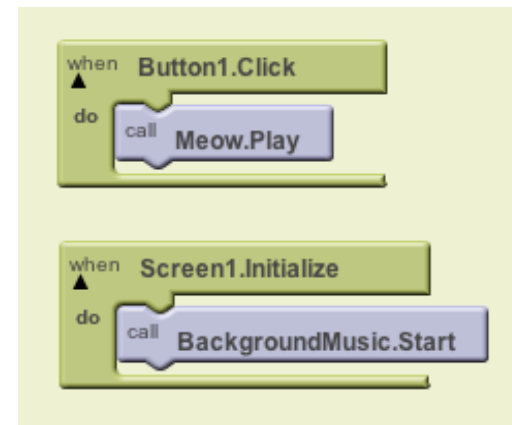 when Button1.Click
do call Meow.Play
when Screen1.Initialize
do call BackgroundMusic.Start